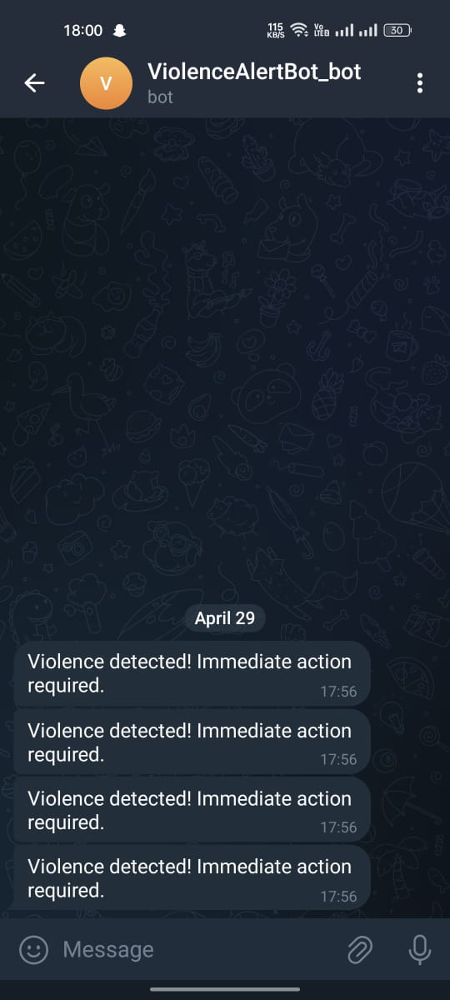 18:00
115
KB/S
Vo
LTE
30
V
ViolenceAlertBot_bot
bot
April 29
Violence detected! Immediate action
required.
17:56
Violence detected! Immediate action
required.
17:56
Violence detected! Immediate action
required.
17:56
Violence detected! Immediate action
required.
17:56
Message